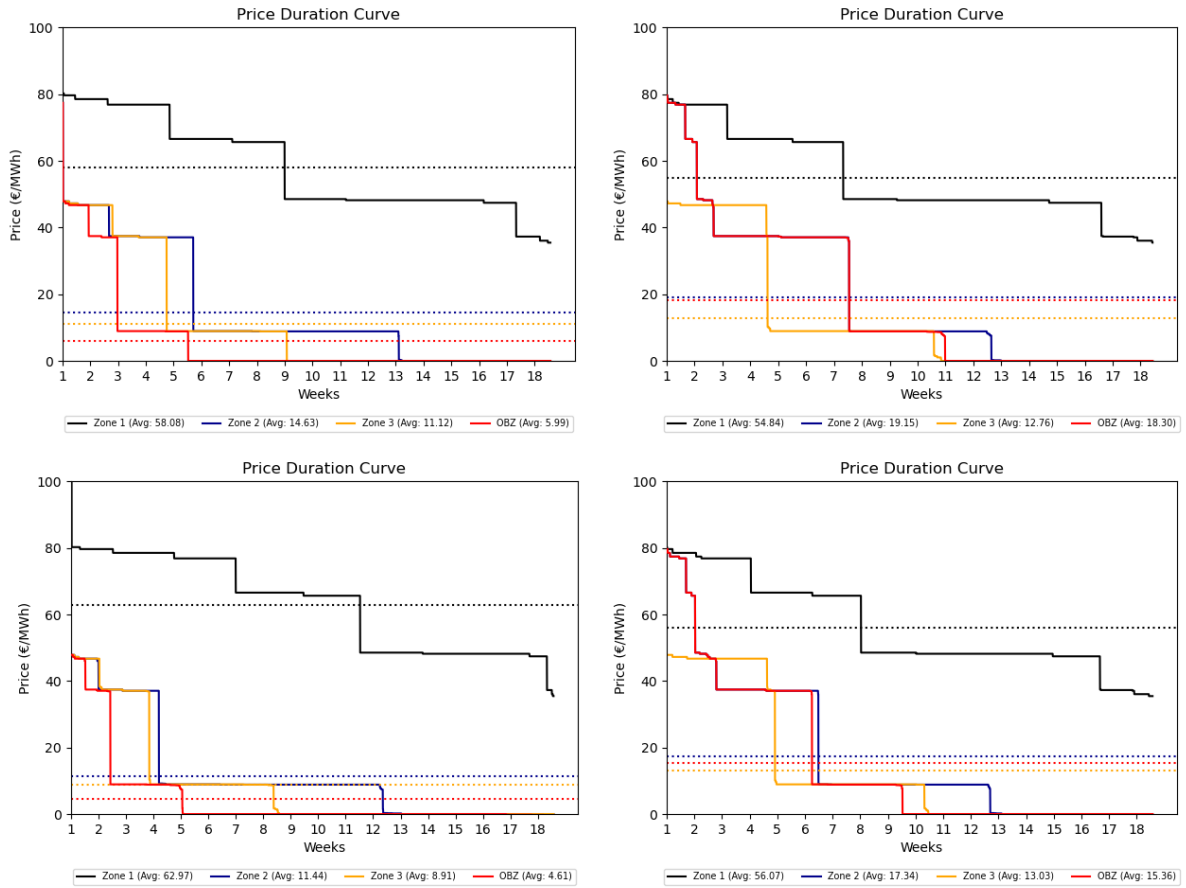 Price Duration Curve
100
80
60
40
20
0
Price (€/MWh)
1 2 3 4 5 6 7 8 9 10 11 12 13 14 15 16 17 18
Weeks
Zone 1 (Avg: 58.08) Zone 2 (Avg: 14.63) Zone 3 (Avg: 11.12) OBZ (Avg: 5.99)
Price Duration Curve
100
80
60
40
20
0
Price (€/MWh)
1 2 3 4 5 6 7 8 9 10 11 12 13 14 15 16 17 18
Weeks
Zone 1 (Avg: 54.84) Zone 2 (Avg: 19.15) Zone 3 (Avg: 12.76) OBZ (Avg: 18.30)
Price Duration Curve
100
80
60
40
20
0
Price (€/MWh)
1 2 3 4 5 6 7 8 9 10 11 12 13 14 15 16 17 18
Weeks
Zone 1 (Avg: 62.97) Zone 2 (Avg: 11.44) Zone 3 (Avg: 8.91) OBZ (Avg: 4.61)
Price Duration Curve
100
80
60
40
20
0
Price (€/MWh)
1 2 3 4 5 6 7 8 9 10 11 12 13 14 15 16 17 18
Weeks
Zone 1 (Avg: 56.07) Zone 2 (Avg: 17.34) Zone 3 (Avg: 13.03) OBZ (Avg: 15.36)